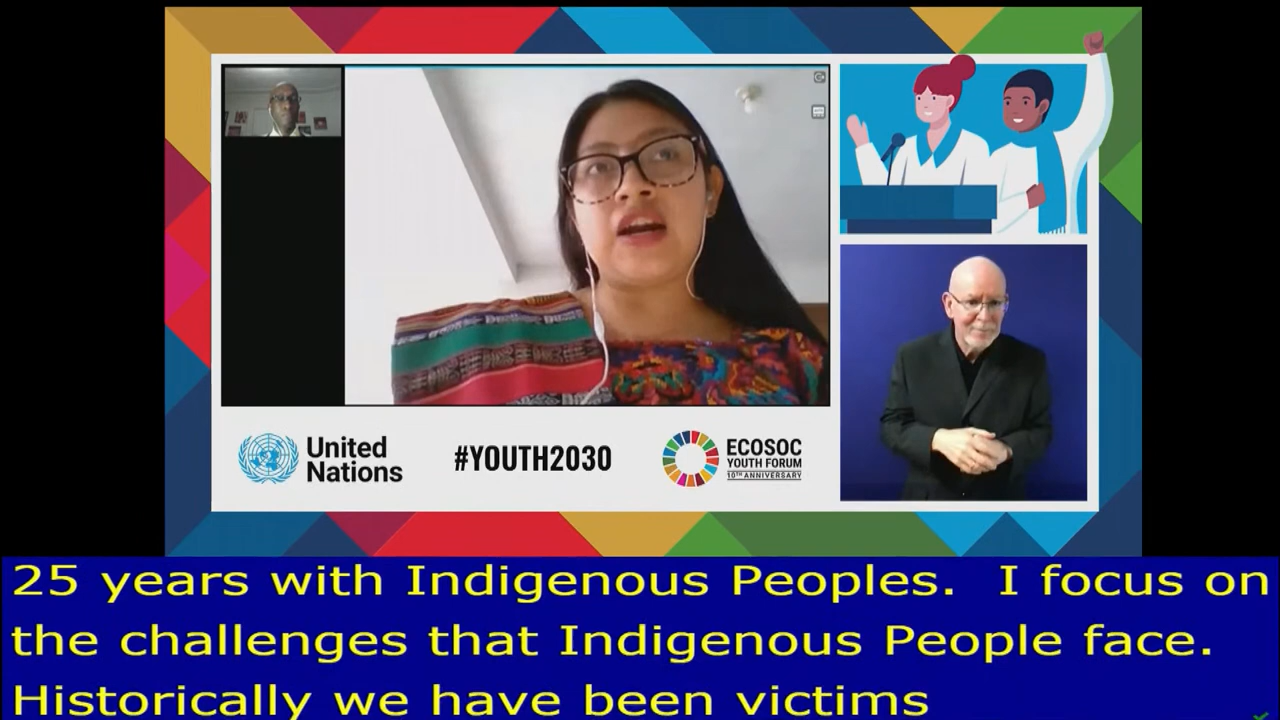 United
Nations
#YOUTH2030
ECOSOC
YOUTH FORUM
10TH ANNIVERSARY
25 years with Indigenous Peoples.  I focus on
the challenges that Indigenous People face.
Historically we have been victims